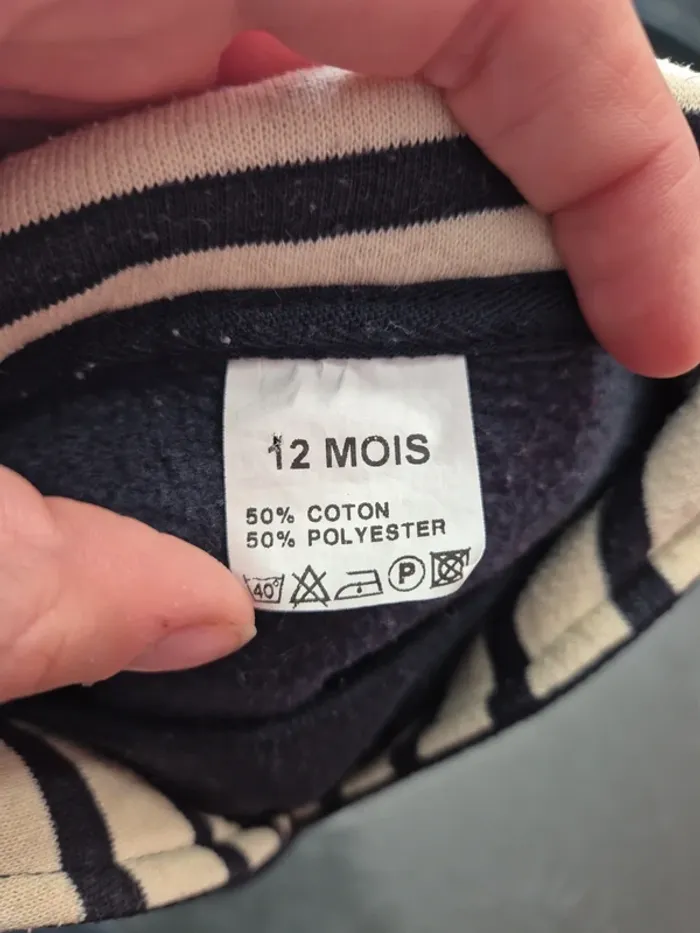 12 MOIS
50% COTON
50% POLYESTER
40° P